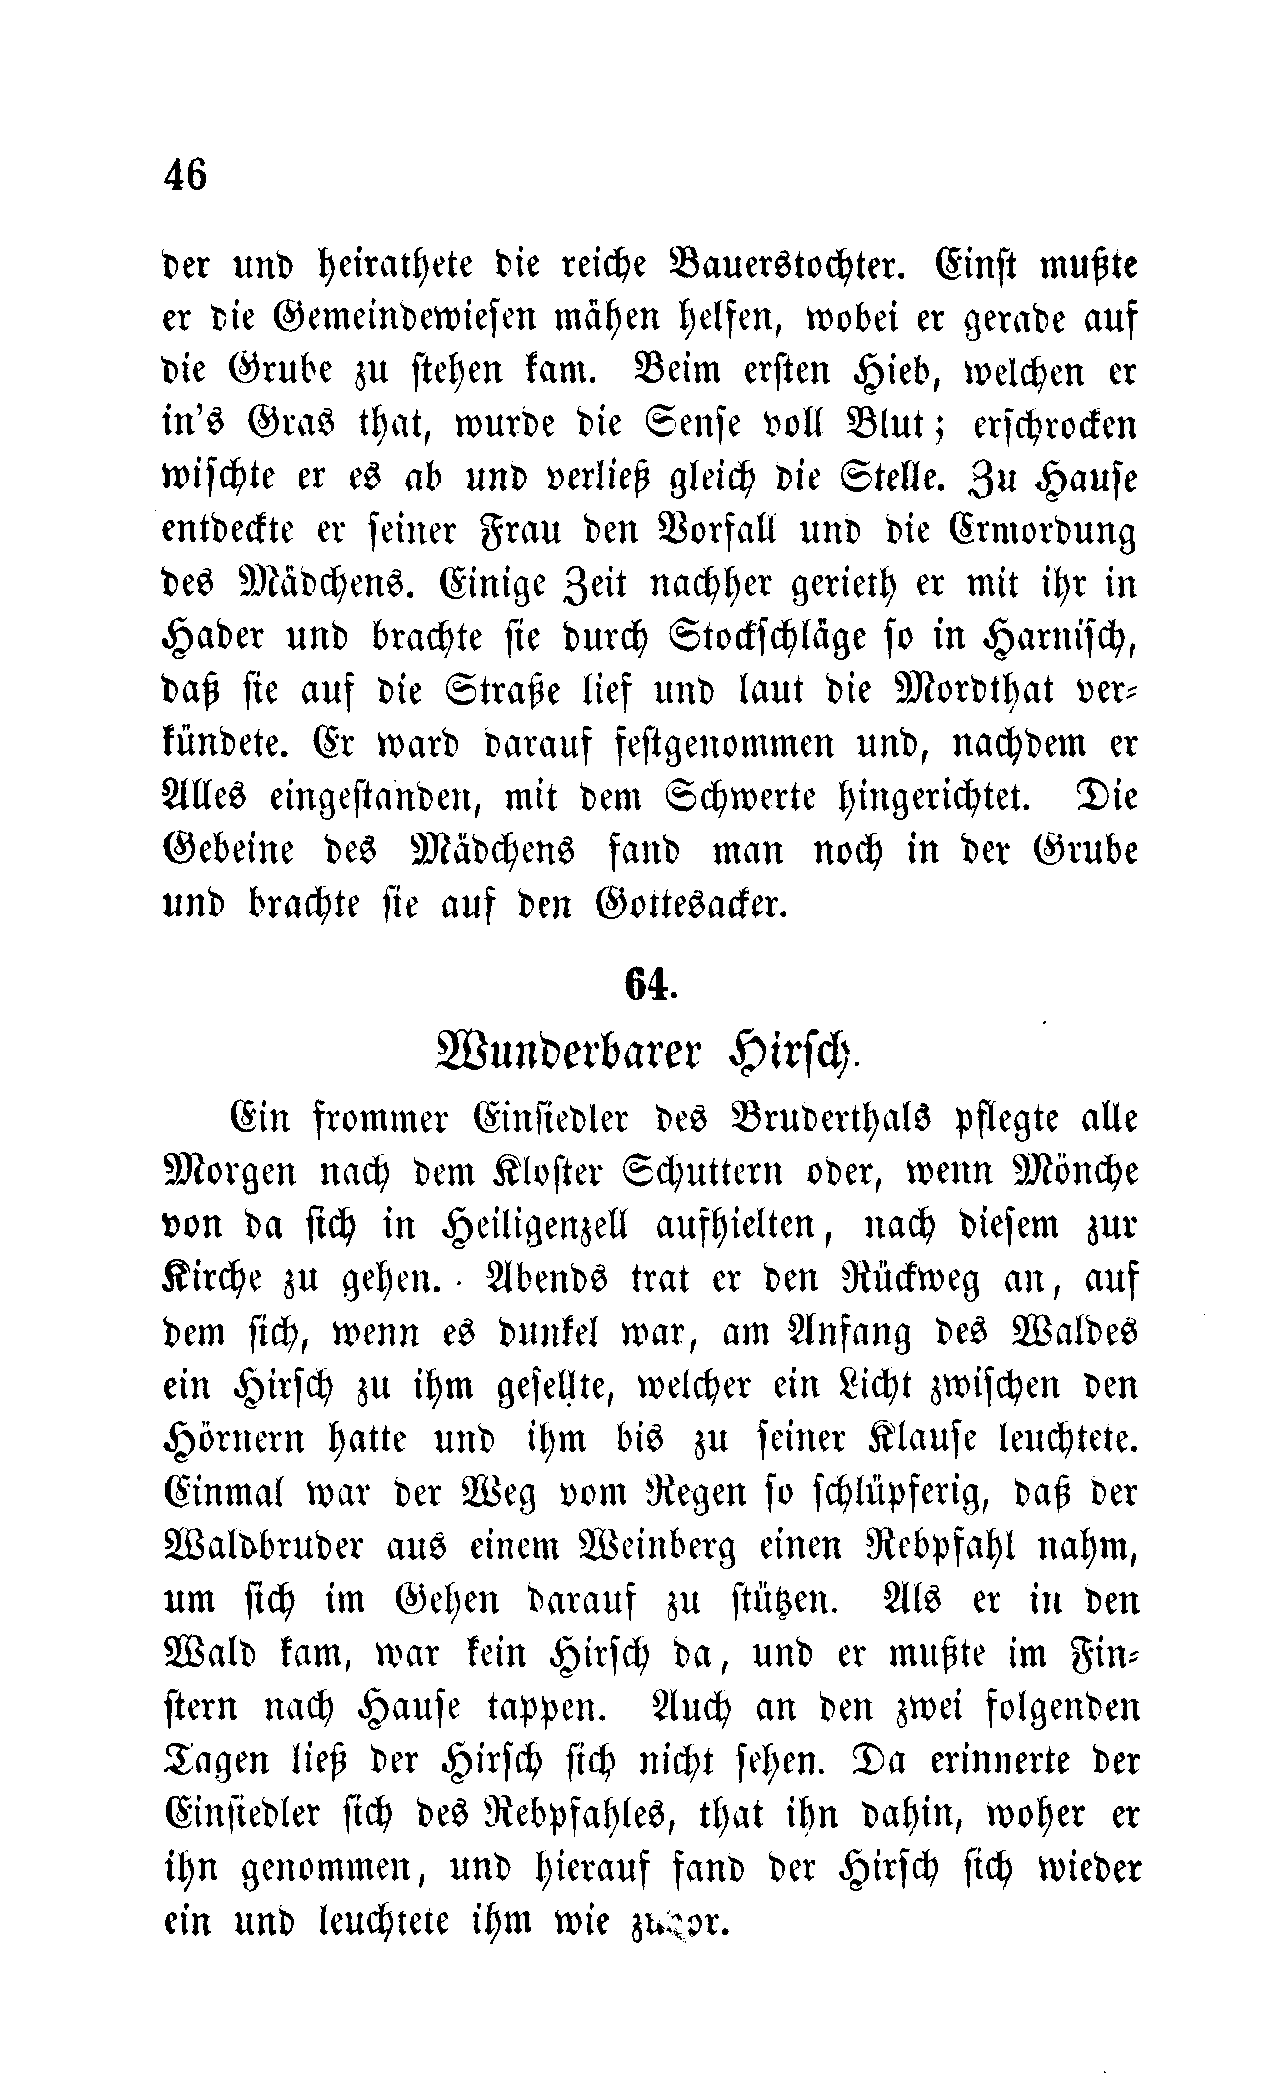 46
der und heirathete die reiche Bauerstochter. Einst mußte
er die Gemeindewiesen mähen helfen, wobei er gerade auf
die Grube zu stehen kam. Beim ersten Hieb, welchen er
in's Gras that, wurde die Sense voll Blut; erschrocken
wischte er es ab und verließ gleich die Stelle. Zu Hause
entdeckte er seiner Frau den Vorfall und die Ermordung
des Mädchens. Einige Zeit nachher gerieth er mit ihr in
Hader und brachte sie durch Stockschläge so in Harnisch,
daß sie auf die Straße lief und laut die Mordthat ver-
kündete. Er ward darauf festgenommen und, nachdem er
Alles eingestanden, mit dem Schwerte hingerichtet. Die
Gebeine des Mädchens fand man noch in der Grube
und brachte sie auf den Gottesacker.
64.
Wunderbarer Hirsch.
Ein frommer Einsiedler des Bruderthals pflegte alle
Morgen nach dem Kloster Schuttern oder, wenn Mönche
von da sich in Heiligenzell aufhielten, nach diesem zur
Kirche zu gehen. Abends trat er den Rückweg an, auf
dem sich, wenn es dunkel war, am Anfang des Waldes
ein Hirsch zu ihm gesellte, welcher ein Licht zwischen den
Hörnern hatte und ihm bis zu seiner Klause leuchtete.
Einmal war der Weg vom Regen so schlüpferig, daß der
Waldbruder aus einem Weinberg einen Rebpfahl nahm,
um sich im Gehen darauf zu stützen. Als er in den
Wald kam, war kein Hirsch da, und er mußte im Fin-
stern nach Hause tappen. Auch an den zwei folgenden
Tagen ließ der Hirsch sich nicht sehen. Da erinnerte der
Einsiedler sich des Rebpfahles, that ihn dahin, woher er
ihn genommen, und hierauf fand der Hirsch sich wieder
ein und leuchtete ihm wie zuvor.